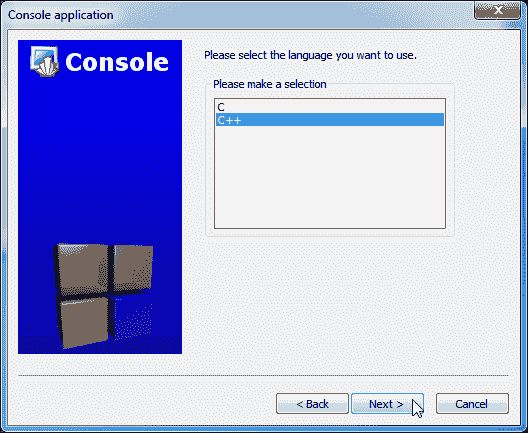 Console application
Console
Please select the language you want to use.
Please make a selection
C
C++
< Back
Next >
Cancel